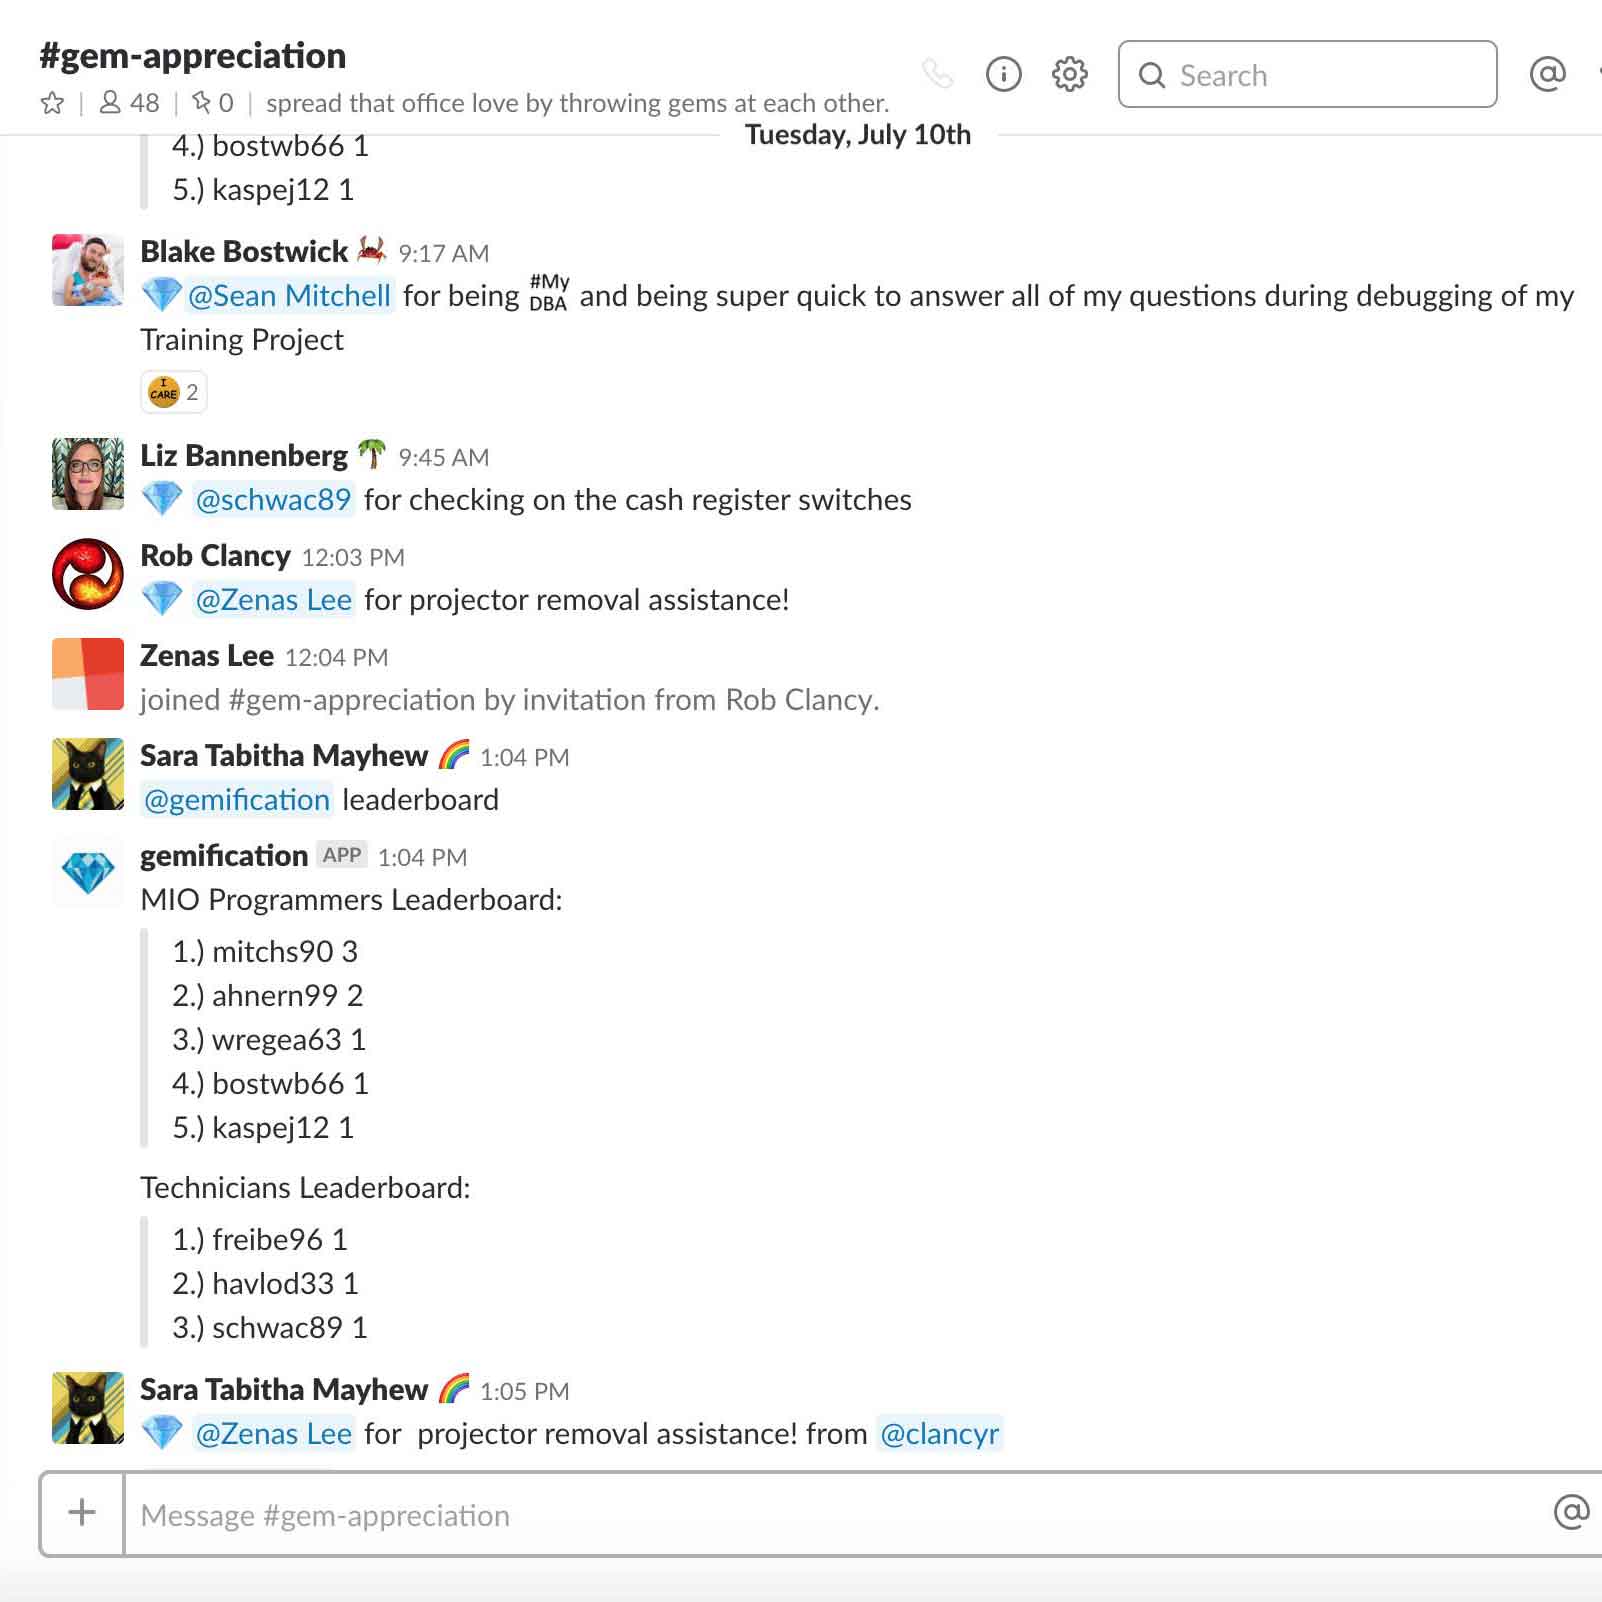 #gem-appreciation
48 | 0 | spread that office love by throwing gems at each other.
Search
Tuesday, July 10th
4.) bostwb66 1
5.) kaspej12 1
Blake Bostwick 9:17 AM
@Sean Mitchell for being #My DBA and being super quick to answer all of my questions during debugging of my
Training Project
I CARE 2
Liz Bannenberg 9:45 AM
@schwac89 for checking on the cash register switches
Rob Clancy 12:03 PM
@Zenas Lee for projector removal assistance!
Zenas Lee 12:04 PM
joined #gem-appreciation by invitation from Rob Clancy.
Sara Tabitha Mayhew 1:04 PM
@gemification leaderboard
gemification APP 1:04 PM
MIO Programmers Leaderboard:
1.) mitchs90 3
2.) ahnern99 2
3.) wregea63 1
4.) bostwb66 1
5.) kaspej12 1
Technicians Leaderboard:
1.) freibe96 1
2.) havlod33 1
3.) schwac89 1
Sara Tabitha Mayhew 1:05 PM
@Zenas Lee for projector removal assistance! from @clancyr
+ Message #gem-appreciation @